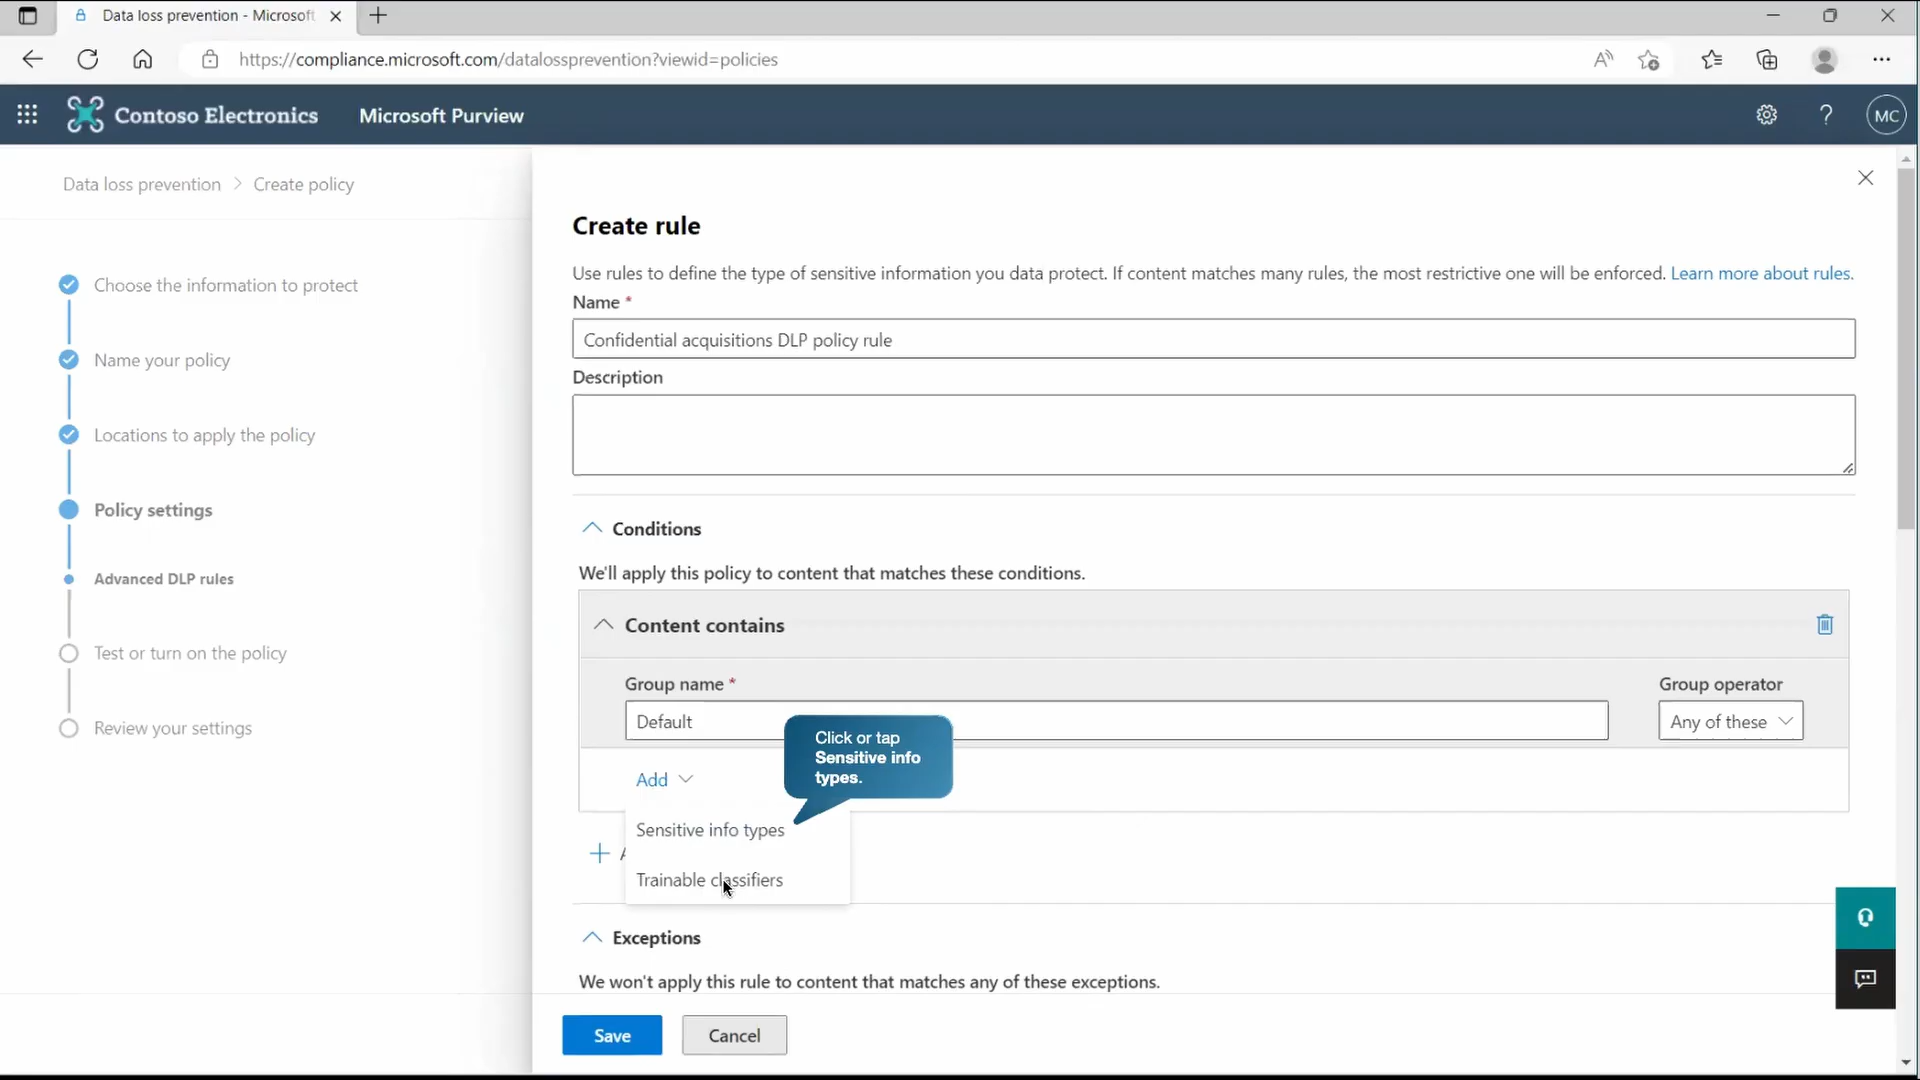 Data loss prevention - Microsoft
https://compliance.microsoft.com/datalossprevention?viewid=policies
Contoso Electronics
Microsoft Purview
MC
Data loss prevention > Create policy
Choose the information to protect
Name your policy
Locations to apply the policy
Policy settings
Advanced DLP rules
Test or turn on the policy
Review your settings
Create rule
Use rules to define the type of sensitive information you data protect. If content matches many rules, the most restrictive one will be enforced. Learn more about rules.
Name *
Confidential acquisitions DLP policy rule
Description
Conditions
We'll apply this policy to content that matches these conditions.
Content contains
Group name *
Group operator
Default
Any of these
Click or tap
Sensitive info
types.
Add
Sensitive info types
Trainable classifiers
Exceptions
We won't apply this rule to content that matches any of these exceptions.
Save
Cancel